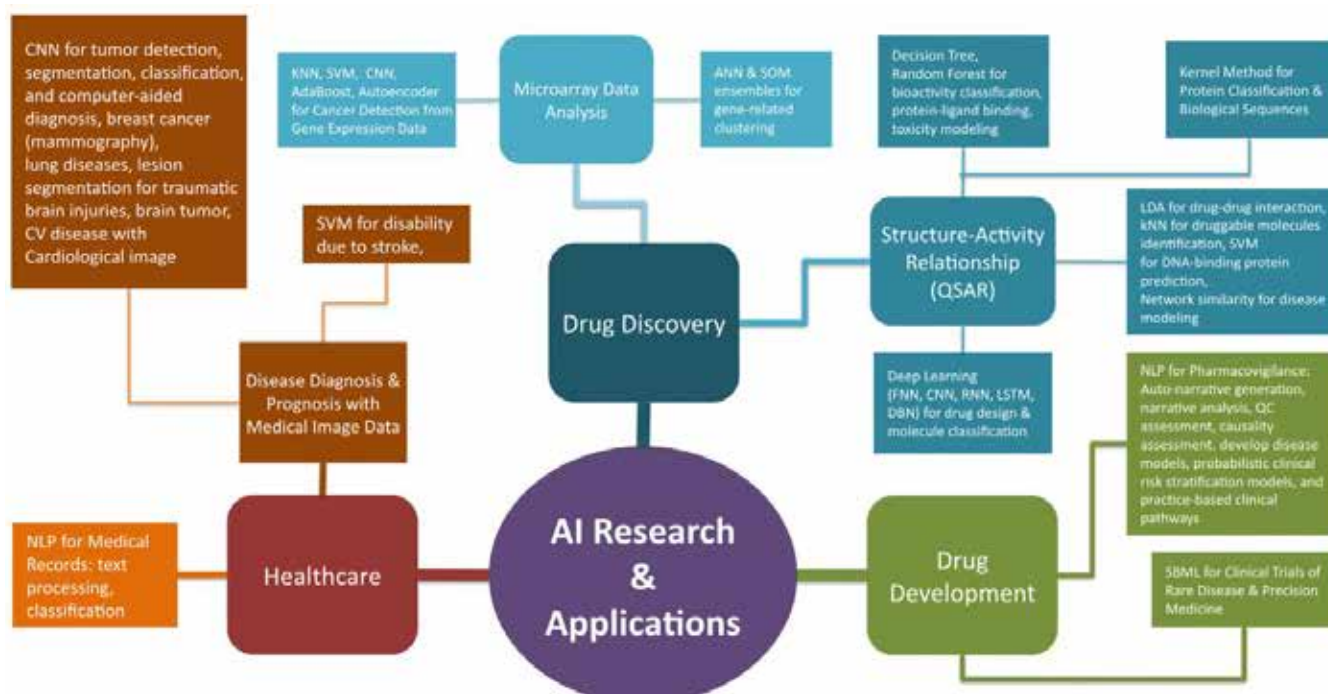 CNN for tumor detection,
segmentation, classification,
and computer-aided
diagnosis, breast cancer
(mammography),
lung diseases, lesion
segmentation for traumatic
brain injuries, brain tumor,
CV disease with
Cardiological image
KNN, SVM, CNN,
AdaBoost, Autoencoder
for Cancer Detection from
Gene Expression Data
Microarray Data
Analysis
ANN & SOM
ensembles for
gene-related
clustering
Decision Tree,
Random Forest for
bioactivity classification,
protein-ligand binding,
toxicity modeling
Kernel Method for
Protein Classification &
Biological Sequences
SVM for disability
due to stroke,
Drug Discovery
Structure-Activity
Relationship
(QSAR)
LDA for drug-drug interaction,
kNN for druggable molecules
identification, SVM
for DNA-binding protein
prediction,
Network similarity for disease
modeling
Disease Diagnosis &
Prognosis with
Medical Image Data
Deep Learning
(FNN, CNN, RNN, LSTM,
DBN) for drug design &
molecule classification
NLP for Pharmacovigilance:
Auto-narrative generation,
narrative analysis, QC
assessment, causality
assessment, develop disease
models, probabilistic clinical
risk stratification models, and
practice-based clinical
pathways
NLP for Medical
Records: text
processing,
classification
Healthcare
AI Research
&
Applications
Drug
Development
SBML for Clinical Trials of
Rare Disease & Precision
Medicine